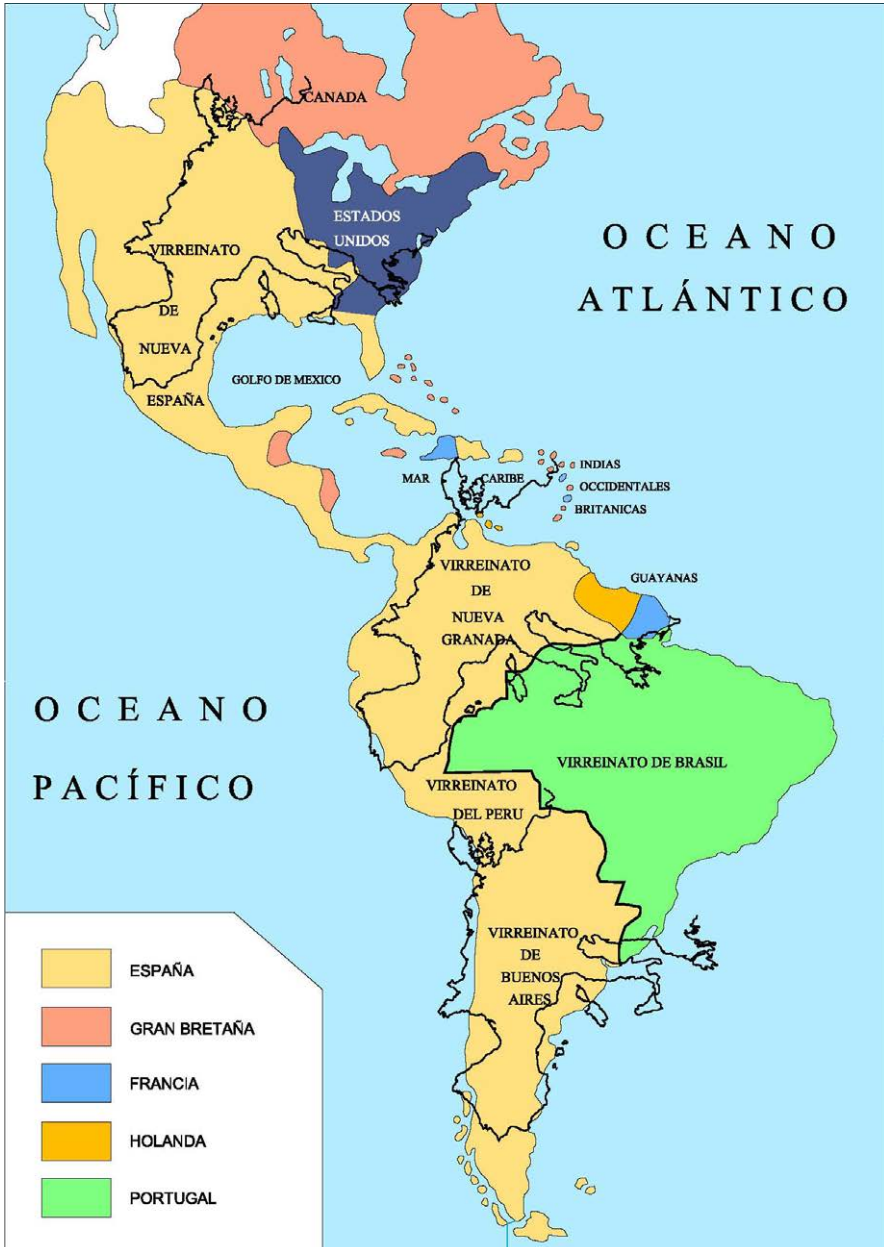 CANADA
ESTADOS
UNIDOS
OCEANO
ATLÁNTICO
VIRREINATO
DE
NUEVA
ESPAÑA
GOLFO DE MEXICO
MAR CARIBE
INDIAS
OCCIDENTALES
BRITANICAS
VIRREINATO
DE
NUEVA
GRANADA
GUAYANAS
OCEANO
PACÍFICO
VIRREINATO DE BRASIL
VIRREINATO
DEL PERU
VIRREINATO
DE
BUENOS
AIRES
ESPAÑA
GRAN BRETAÑA
FRANCIA
HOLANDA
PORTUGAL